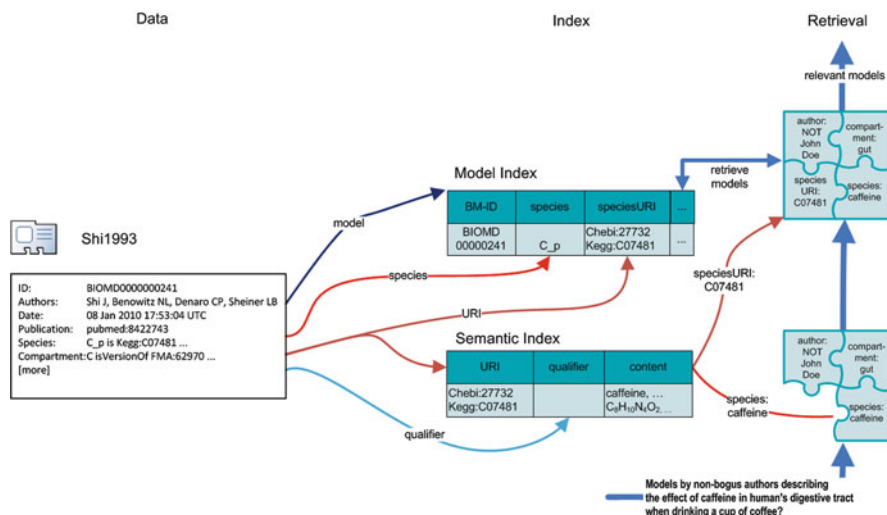 Data
Index
Retrieval
relevant models
author:
NOT
John
Doe
compart-
ment:
gut
species
URI:
C07481
species:
caffeine
retrieve
models
Model Index
BM-ID species speciesURI ...
BIOMD
00000241
C_p
Chebi:27732
Kegg:C07481
...
model
Shi1993
ID: BIOMD0000000241
Authors: Shi J, Benowitz NL, Denaro CP, Sheiner LB
Date: 08 Jan 2010 17:53:04 UTC
Publication: pubmed:8422743
Species: C_p is Kegg:C07481 ...
Compartment:C isVersionOf FMA:62970 ...
[more]
species
URI
qualifier
speciesURI:
C07481
Semantic Index
URI qualifier content
Chebi:27732
Kegg:C07481
caffeine, ...
C₈H₁₀N₄O₂, ...
species:
caffeine
author:
NOT
John
Doe
compart-
ment:
gut
species:
caffeine
Models by non-bogus authors describing
the effect of caffeine in human's digestive tract
when drinking a cup of coffee?